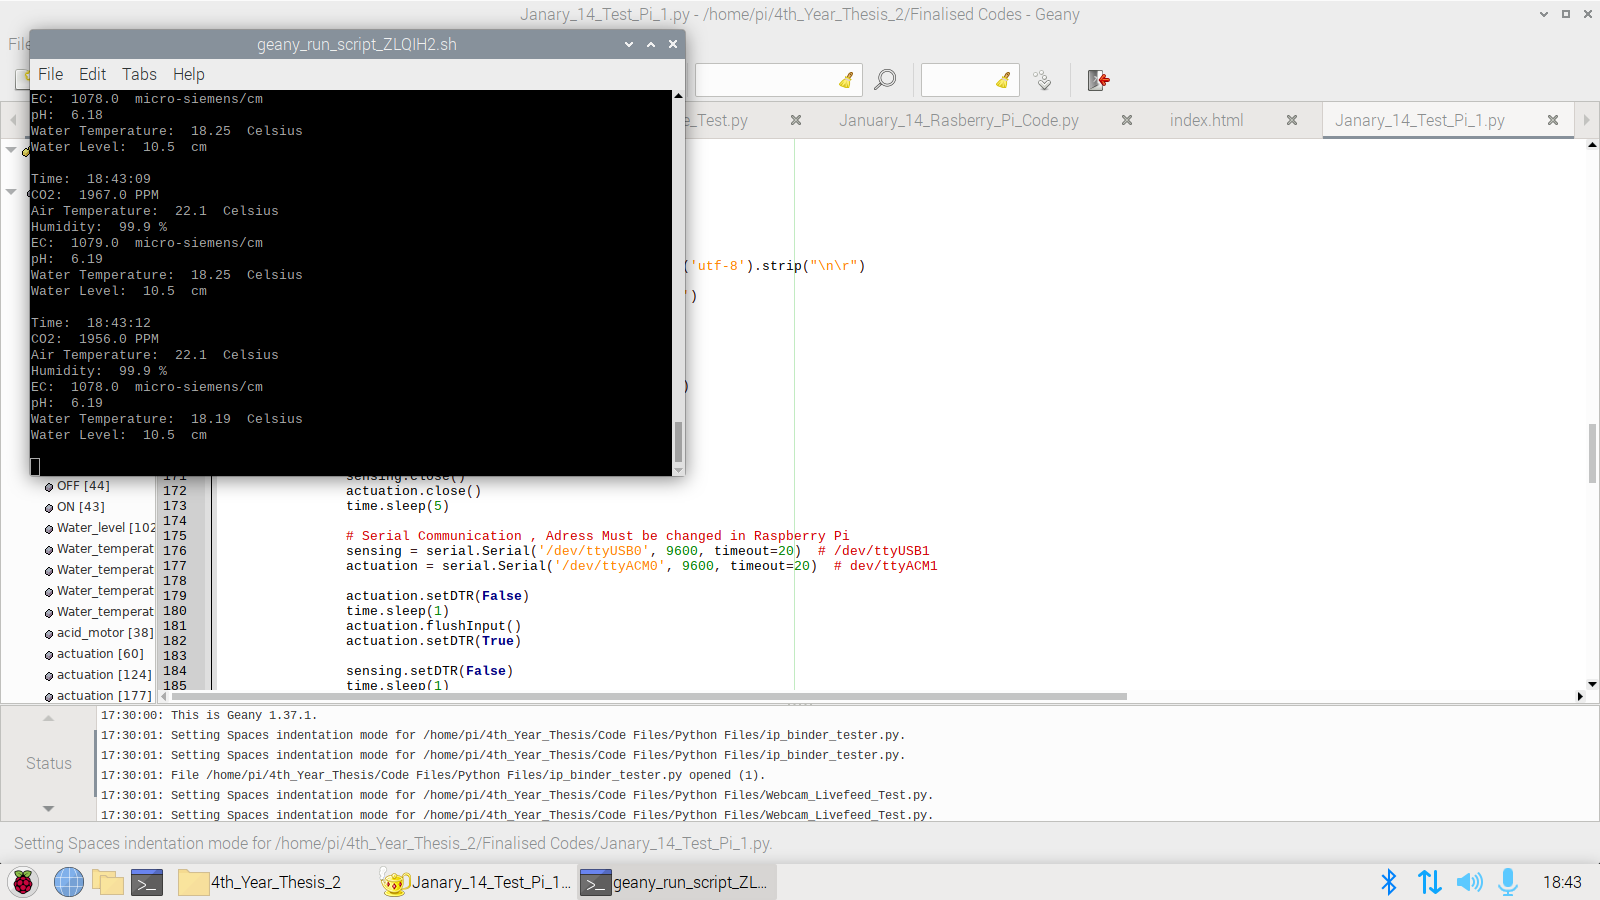 Janary_14_Test_Pi_1.py - /home/pi/4th_Year_Thesis_2/Finalised Codes - Geany
geany_run_script_ZLQIH2.sh
File Edit Tabs Help
EC:  1078.0  micro-siemens/cm
pH:  6.18
Water Temperature:  18.25  Celsius
Water Level:  10.5  cm
Time:  18:43:09
CO2:  1967.0 PPM
Air Temperature:  22.1  Celsius
Humidity:  99.9 %
EC:  1079.0  micro-siemens/cm
pH:  6.19
Water Temperature:  18.25  Celsius
Water Level:  10.5  cm
Time:  18:43:12
CO2:  1956.0 PPM
Air Temperature:  22.1  Celsius
Humidity:  99.9 %
EC:  1078.0  micro-siemens/cm
pH:  6.19
Water Temperature:  18.19  Celsius
Water Level:  10.5  cm
e_Test.py
January_14_Rasberry_Pi_Code.py
index.html
Janary_14_Test_Pi_1.py
('utf-8').strip("\n\r")
')
)
OFF [44]
ON [43]
Water_level [102
Water_temperat
Water_temperat
Water_temperat
Water_temperat
acid_motor [38]
actuation [60]
actuation [124]
actuation [177]
171 sensing.close()
172 actuation.close()
173 time.sleep(5)
174
175 # Serial Communication , Adress Must be changed in Raspberry Pi
176 sensing = serial.Serial('/dev/ttyUSB0', 9600, timeout=20)  # /dev/ttyUSB1
177 actuation = serial.Serial('/dev/ttyACM0', 9600, timeout=20)  # dev/ttyACM1
178
179 actuation.setDTR(False)
180 time.sleep(1)
181 actuation.flushInput()
182 actuation.setDTR(True)
183
184 sensing.setDTR(False)
185 time.sleep(1)
Status
17:30:00: This is Geany 1.37.1.
17:30:01: Setting Spaces indentation mode for /home/pi/4th_Year_Thesis/Code Files/Python Files/ip_binder_tester.py.
17:30:01: Setting Spaces indentation mode for /home/pi/4th_Year_Thesis/Code Files/Python Files/ip_binder_tester.py.
17:30:01: File /home/pi/4th_Year_Thesis/Code Files/Python Files/ip_binder_tester.py opened (1).
17:30:01: Setting Spaces indentation mode for /home/pi/4th_Year_Thesis/Code Files/Python Files/Webcam_Livefeed_Test.py.
17:30:01: Setting Spaces indentation mode for /home/pi/4th_Year_Thesis/Code Files/Python Files/Webcam_Livefeed_Test.py.
Setting Spaces indentation mode for /home/pi/4th_Year_Thesis_2/Finalised Codes/Janary_14_Test_Pi_1.py.
4th_Year_Thesis_2
Janary_14_Test_Pi_1...
geany_run_script_ZL...
18:43